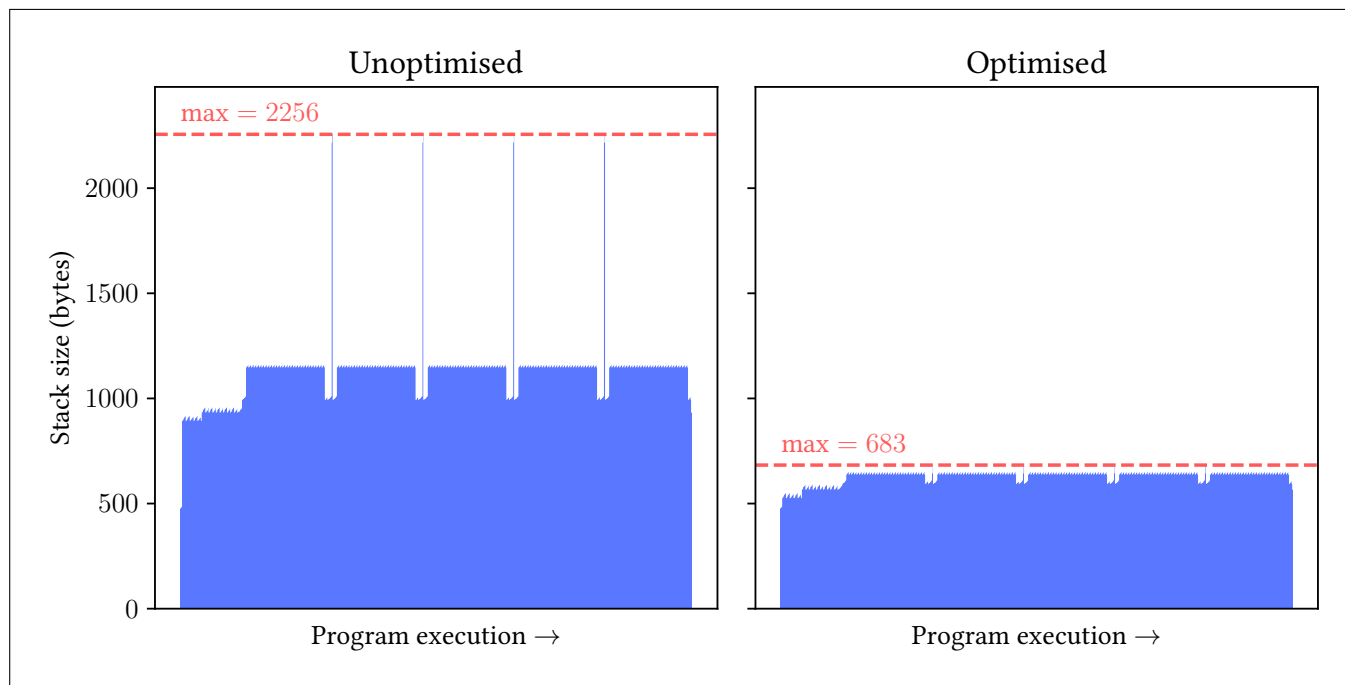 Unoptimised
Optimised
max = 2256
max = 683
2000
1500
1000
500
0
Stack size (bytes)
Program execution →
Program execution →